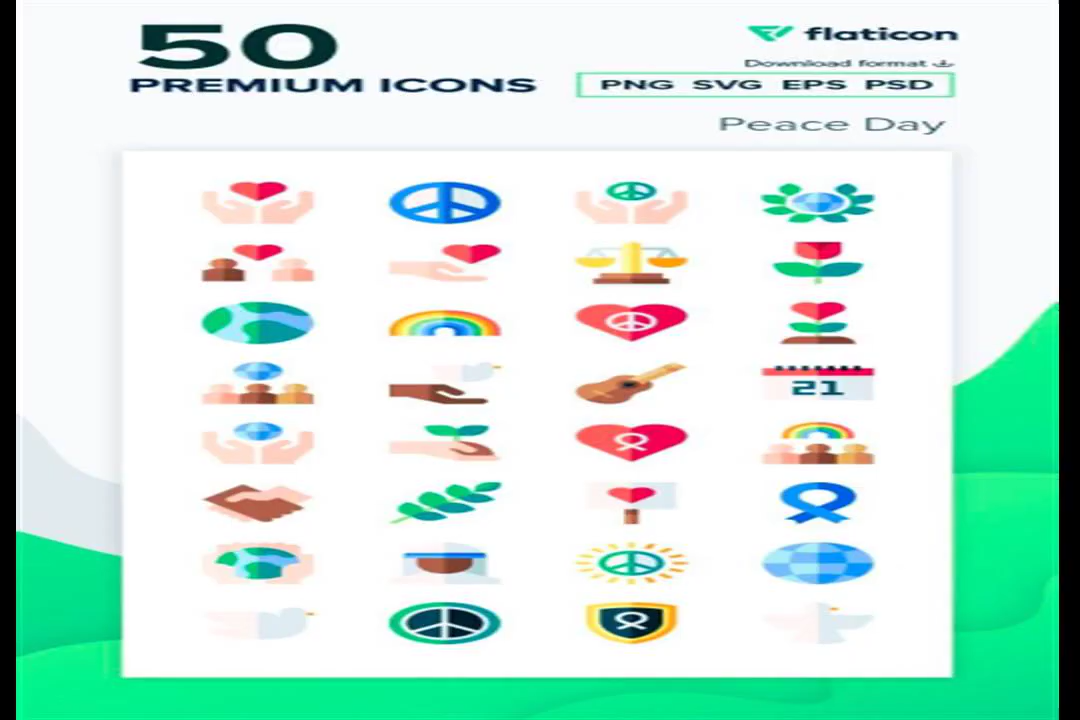 50
PREMIUM ICONS
flaticon
Download format
PNG SVG EPS PSD
Peace Day
21